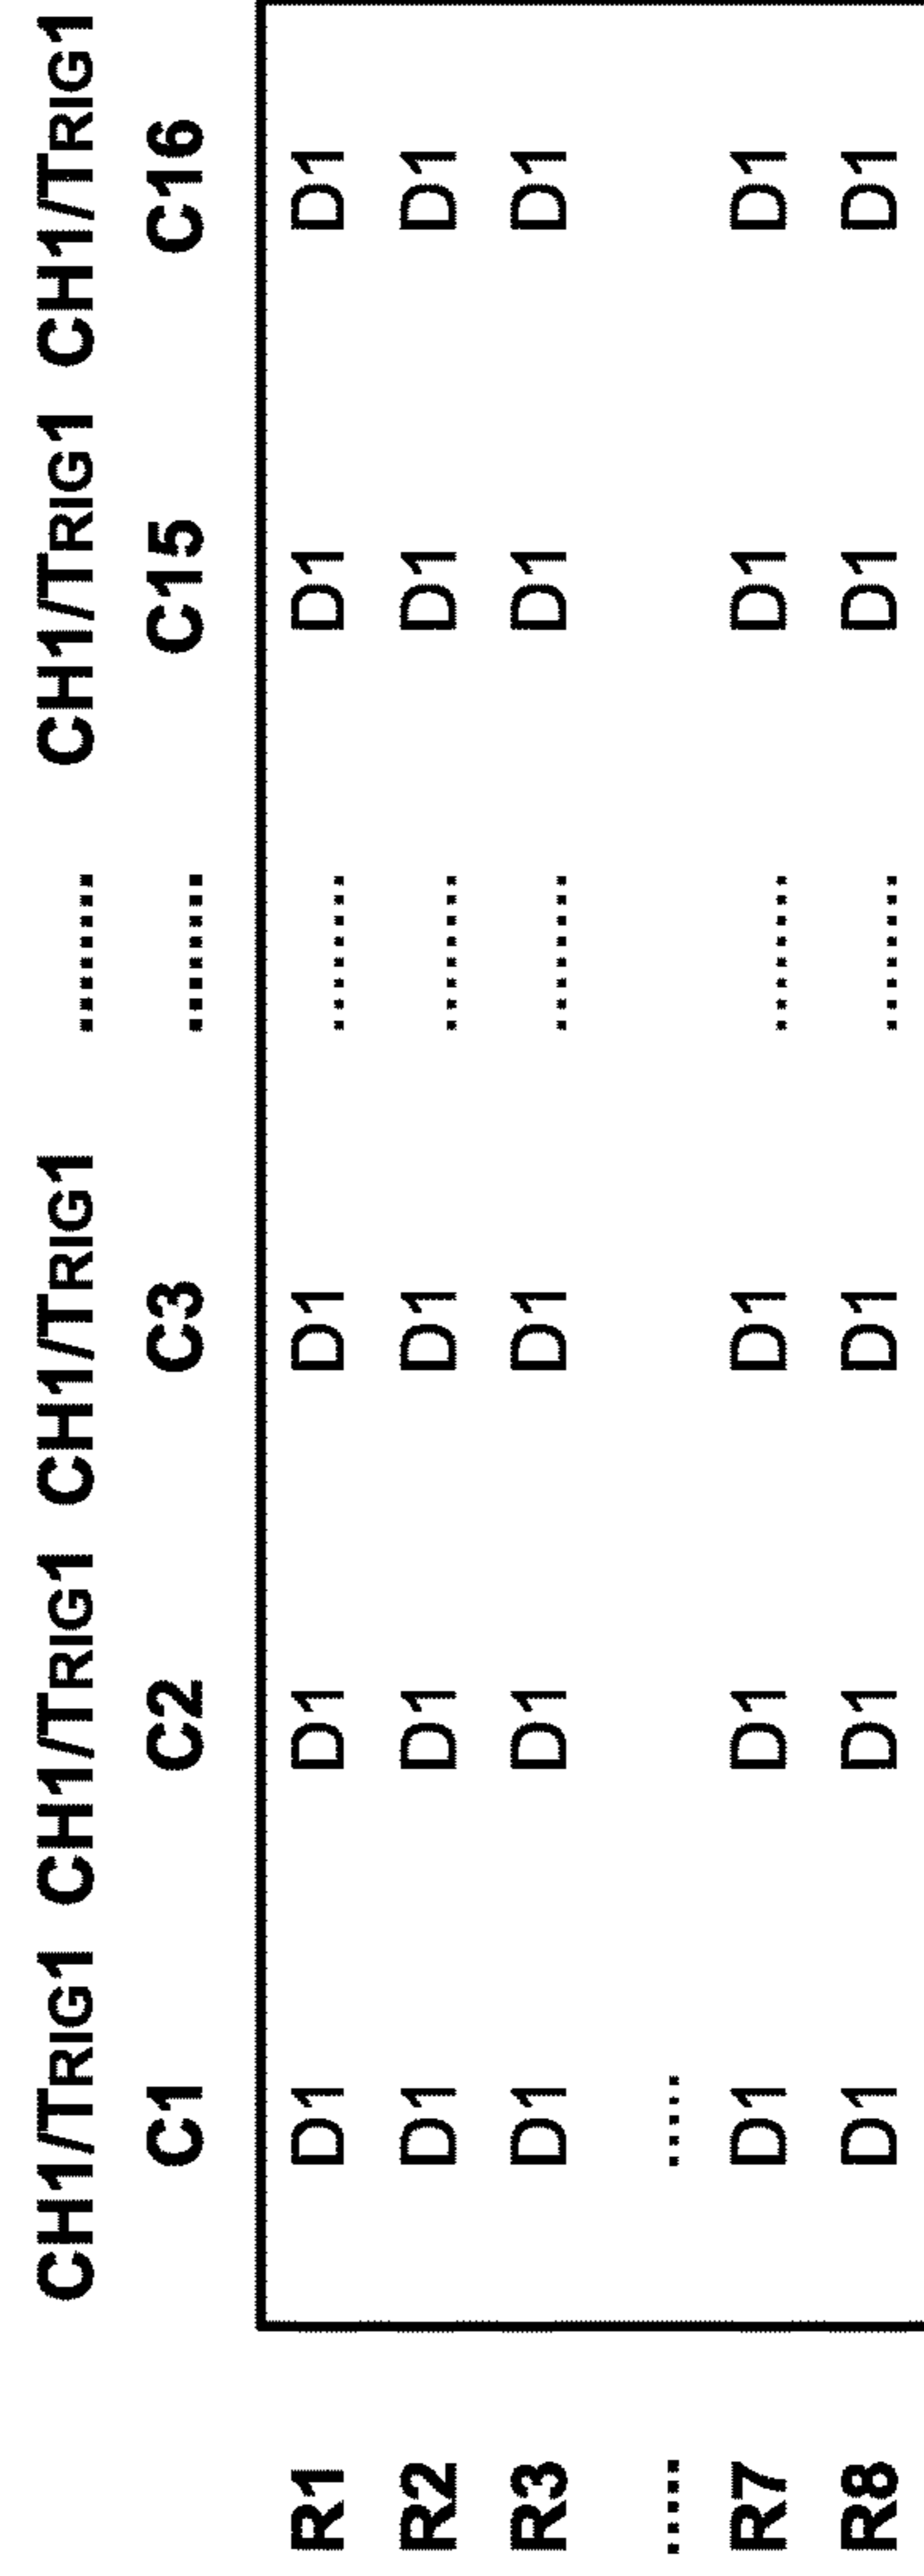 CH1/TRIG1 CH1/TRIG1 CH1/TRIG1 ........ CH1/TRIG1 CH1/TRIG1
C1 C2 C3 ........ C15 C16
R1 D1 D1 D1 ........ D1 D1
R2 D1 D1 D1 ........ D1 D1
R3 D1 D1 D1 ........ D1 D1
..... .....
R7 D1 D1 D1 ........ D1 D1
R8 D1 D1 D1 ........ D1 D1